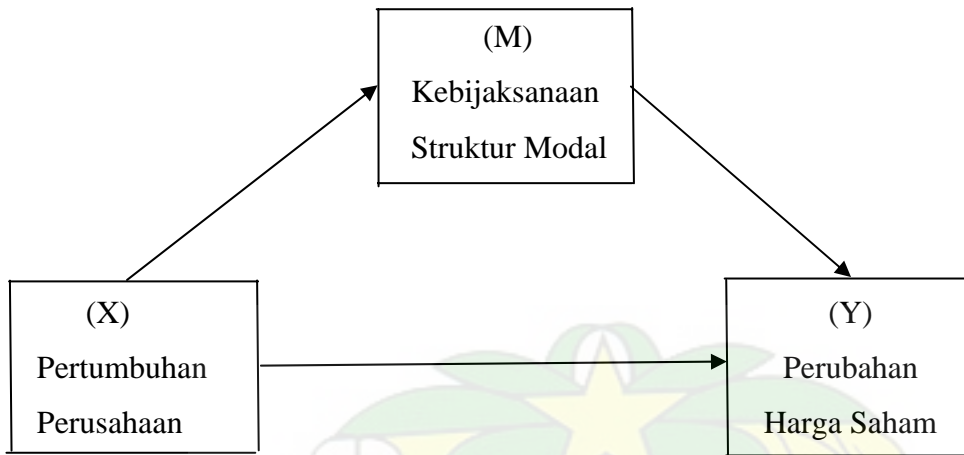 (M)
Kebijaksanaan
Struktur Modal
(X)
Pertumbuhan
Perusahaan
(Y)
Perubahan
Harga Saham